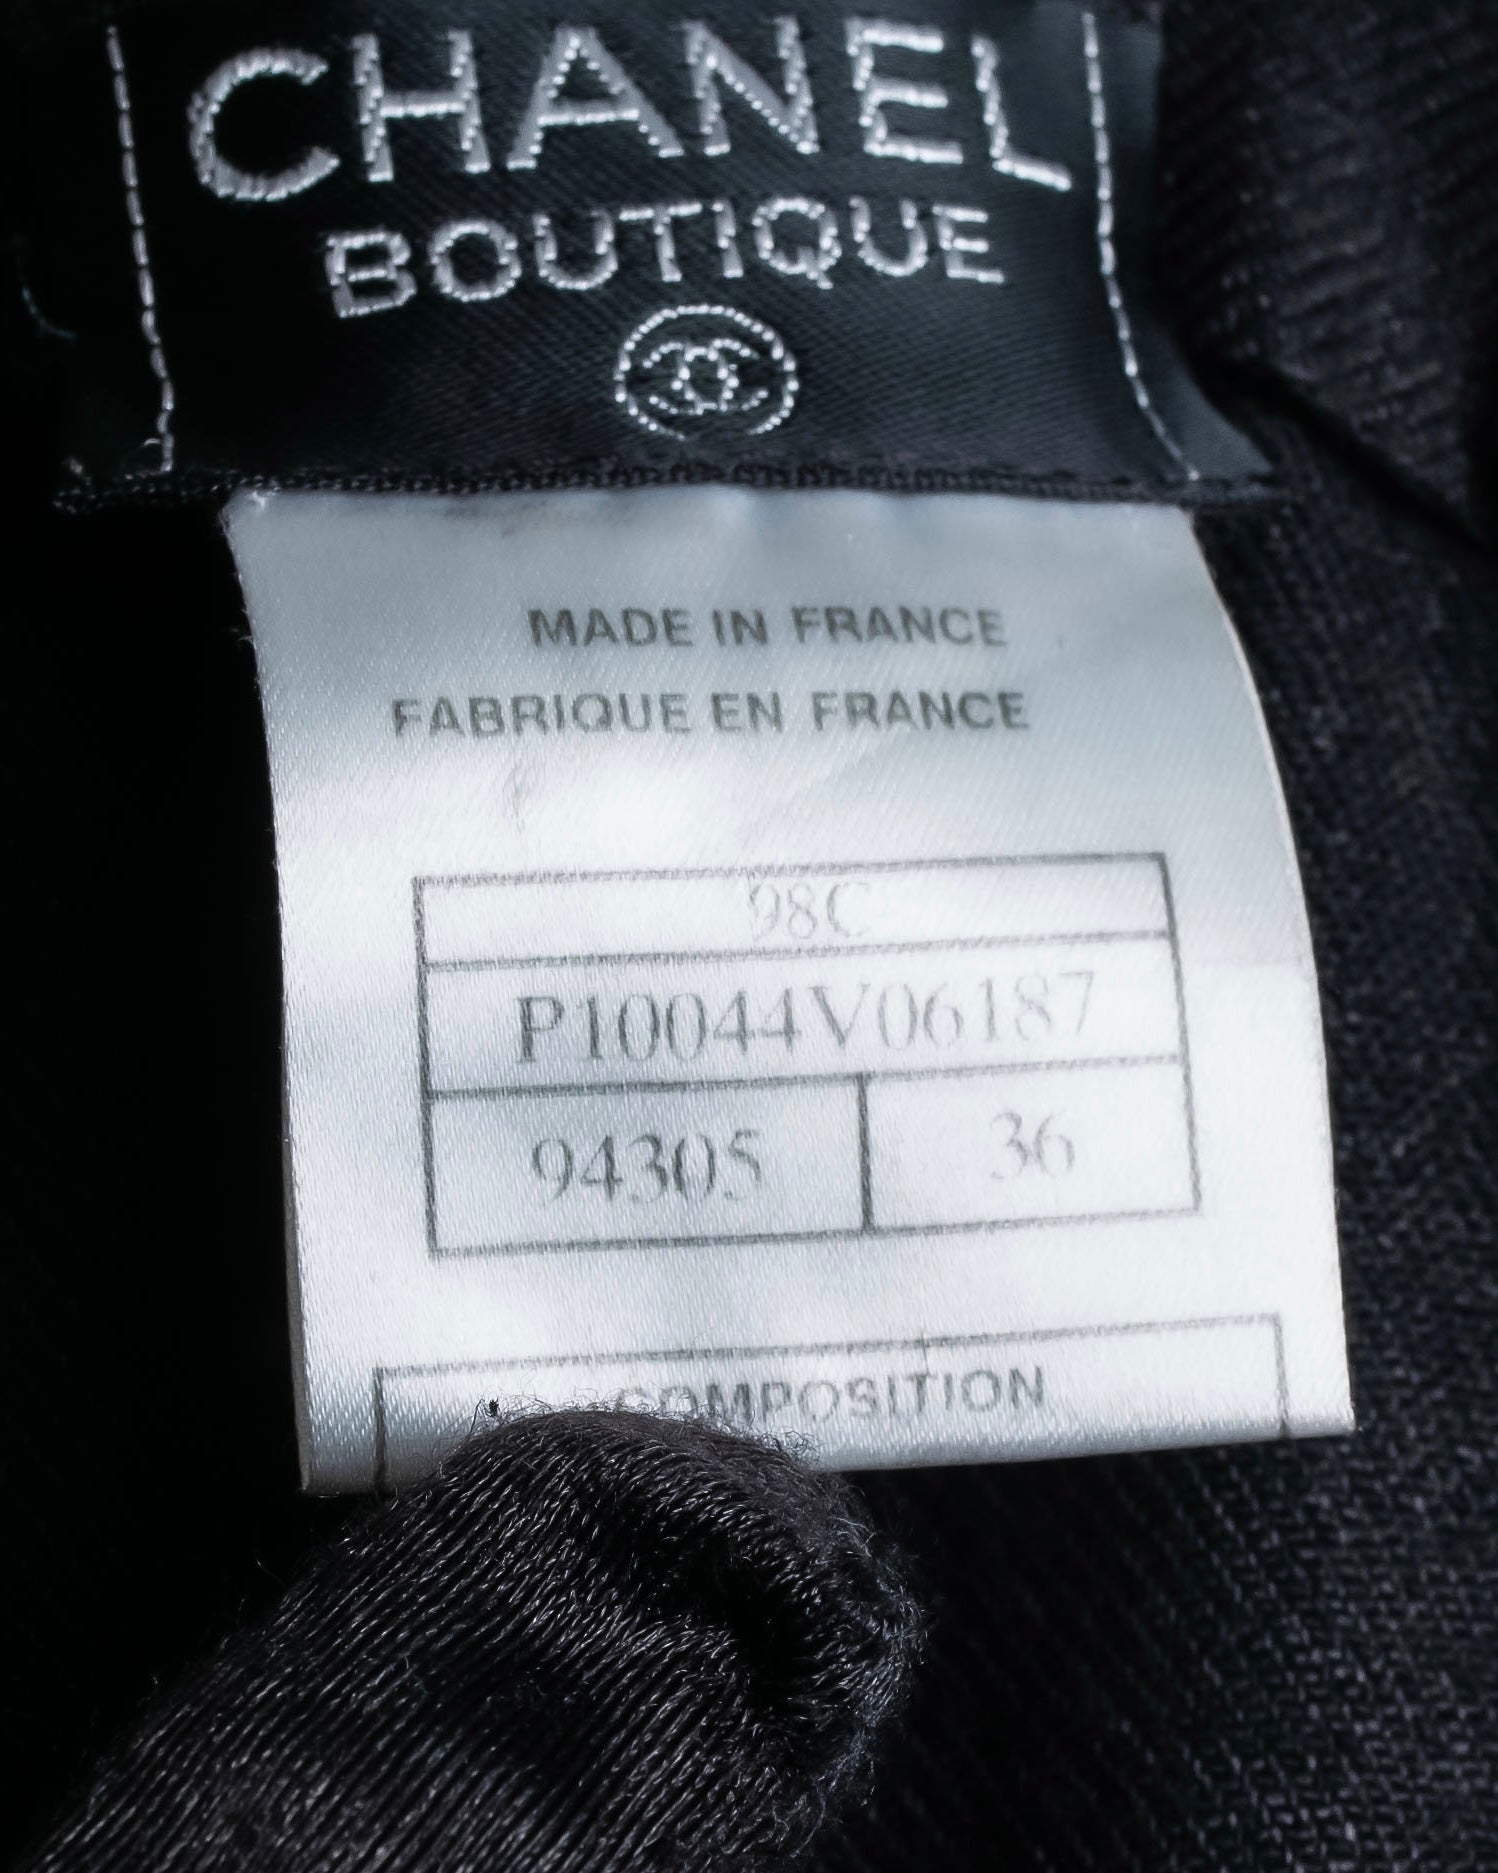 CHANEL
BOUTIQUE
MADE IN FRANCE
FABRIQUE EN FRANCE
98C
P10044V06187
94305 36
COMPOSITION